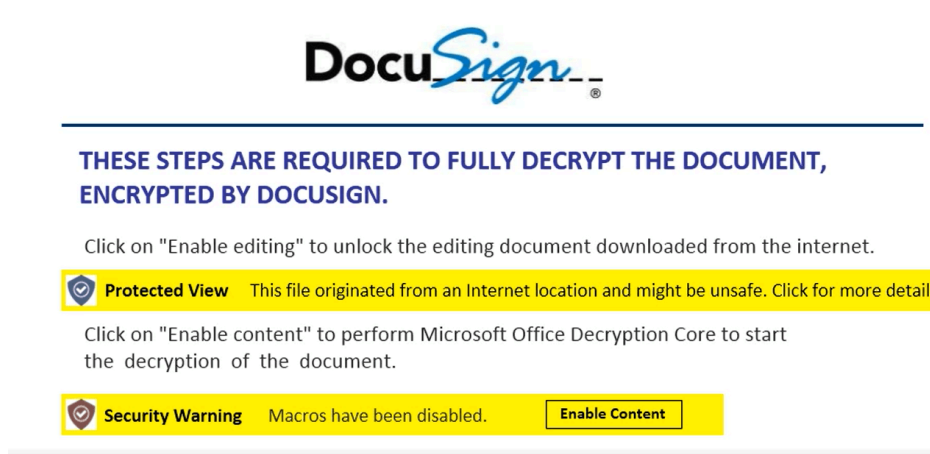 DocuSign
®
THESE STEPS ARE REQUIRED TO FULLY DECRYPT THE DOCUMENT,
ENCRYPTED BY DOCUSIGN.
Click on "Enable editing" to unlock the editing document downloaded from the internet.
Protected View This file originated from an Internet location and might be unsafe. Click for more detail
Click on "Enable content" to perform Microsoft Office Decryption Core to start
the decryption of the document.
Security Warning Macros have been disabled. Enable Content